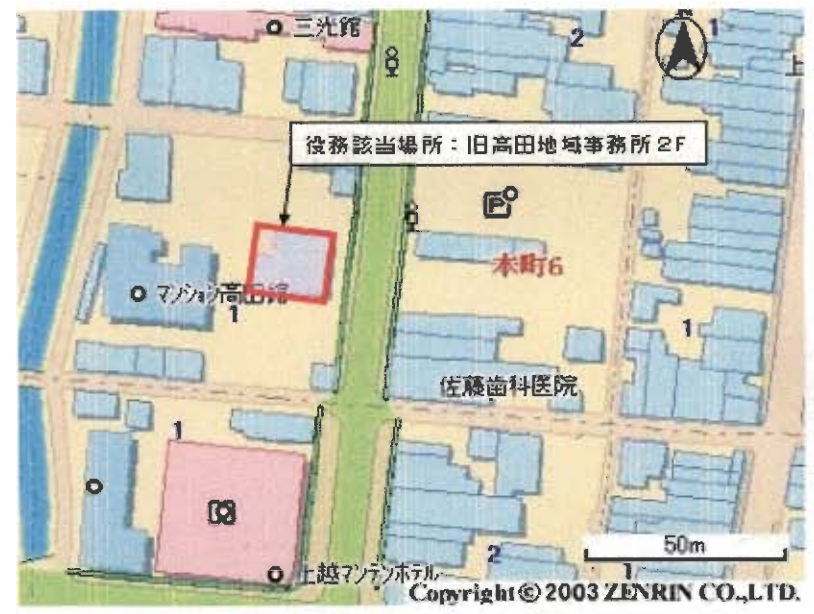 三光館
2
1
N
上
役務該当場所：旧高田地域事務所２F
P
本町6
マンション高田館
1
1
佐藤歯科医院
1
上越マンテンホテル
2
1
50m
Copyright © 2003 ZENRIN CO.,LTD.